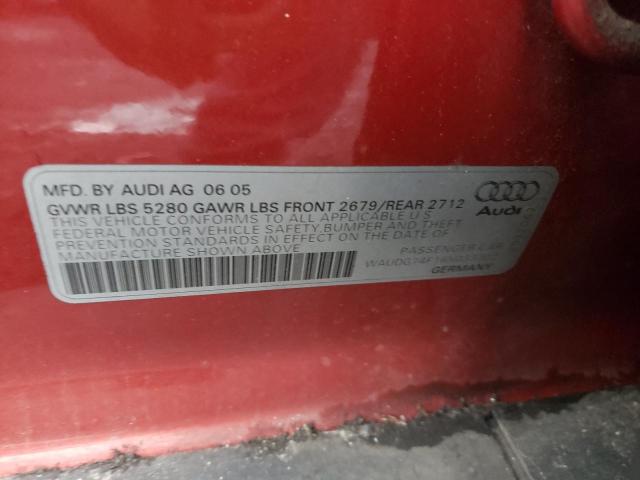 MFD. BY AUDI AG 06 05
GVWR LBS 5280 GAWR LBS FRONT 2679/REAR 2712
THIS VEHICLE CONFORMS TO ALL APPLICABLE U S
FEDERAL MOTOR VEHICLE SAFETY,BUMPER AND THEFT
PREVENTION STANDARDS IN EFFECT ON THE DATE OF
MANUFACTURE SHOWN ABOVE
Audi
PASSENGER CAR
GERMANY